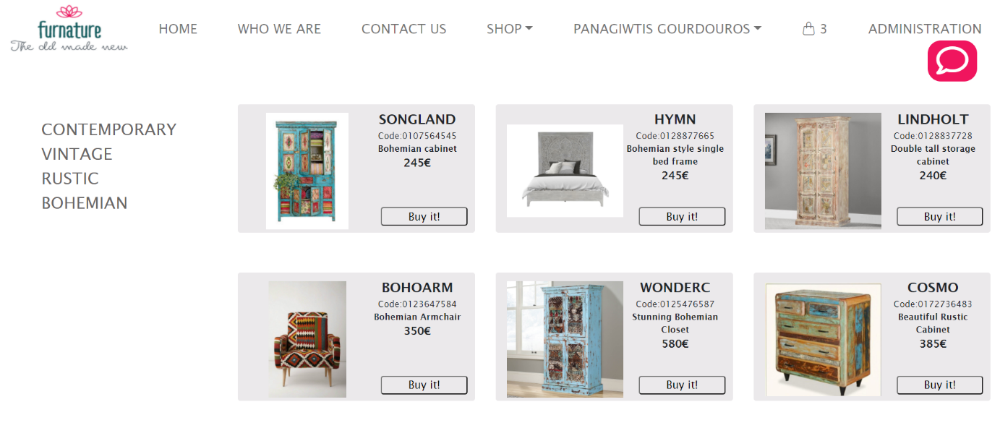 furnature
The old made new
HOME
WHO WE ARE
CONTACT US
SHOP
PANAGIWTIS GOURDOUROS
3
ADMINISTRATION
CONTEMPORARY
VINTAGE
RUSTIC
BOHEMIAN
SONGLAND
Code:0107564545
Bohemian cabinet
245€
Buy it!
HYMN
Code:0128877665
Bohemian style single
bed frame
245€
Buy it!
LINDHOLT
Code:0128837728
Double tall storage
cabinet
240€
Buy it!
BOHOARM
Code:0123647584
Bohemian Armchair
350€
Buy it!
WONDERC
Code:0125476587
Stunning Bohemian
Closet
580€
Buy it!
COSMO
Code:0172736483
Beautiful Rustic
Cabinet
385€
Buy it!